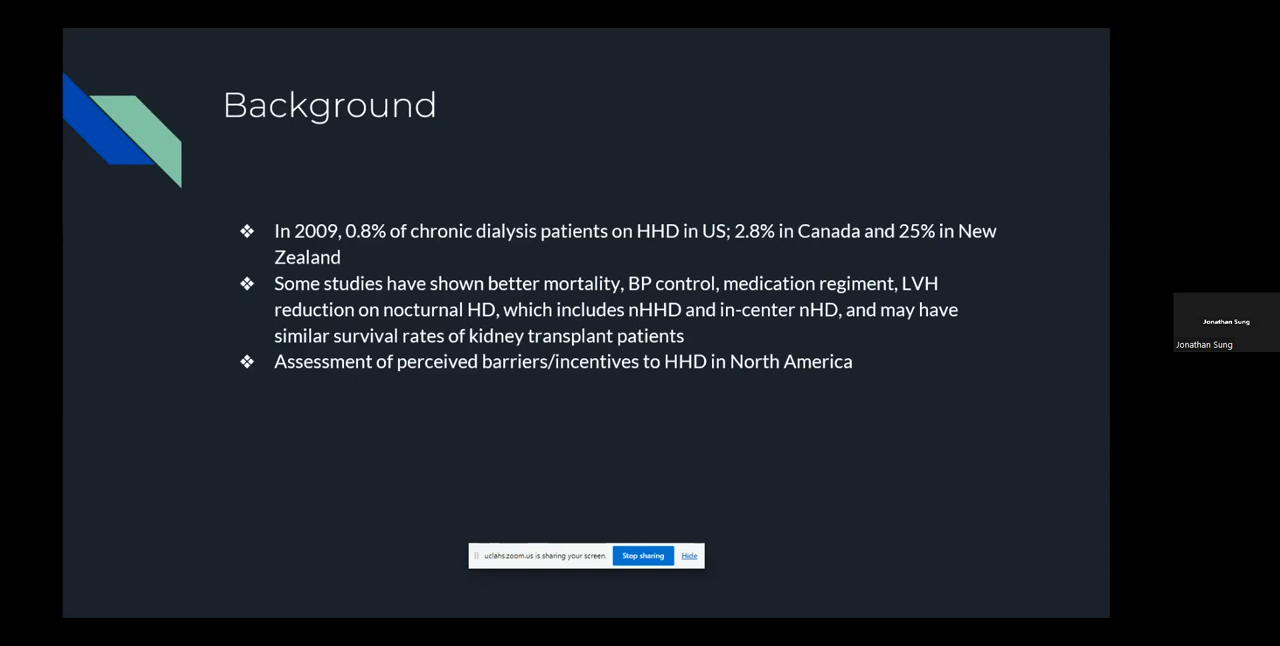 Background
❖ In 2009, 0.8% of chronic dialysis patients on HHD in US; 2.8% in Canada and 25% in New
Zealand
❖ Some studies have shown better mortality, BP control, medication regiment, LVH
reduction on nocturnal HD, which includes nHHD and in-center nHD, and may have
similar survival rates of kidney transplant patients
❖ Assessment of perceived barriers/incentives to HHD in North America
Jonathan Sung
Jonathan Sung
uclahs.zoom.us is sharing your screen. Stop sharing Hide